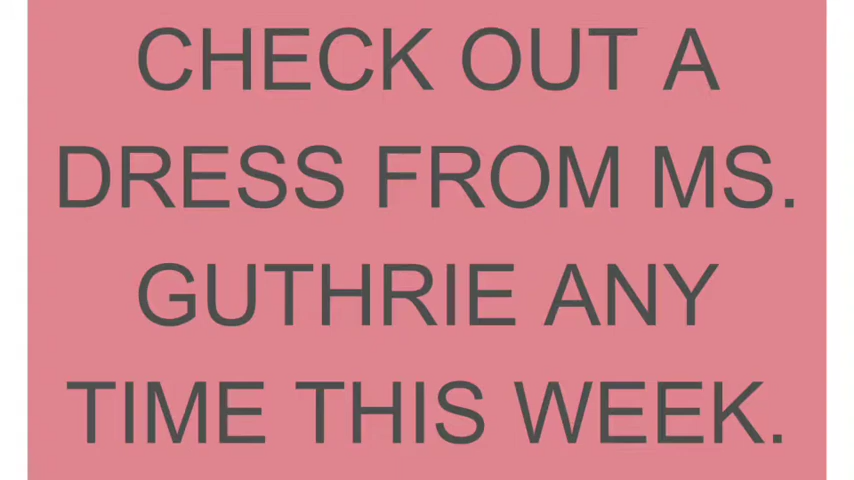 CHECK OUT A
DRESS FROM MS.
GUTHRIE ANY
TIME THIS WEEK.